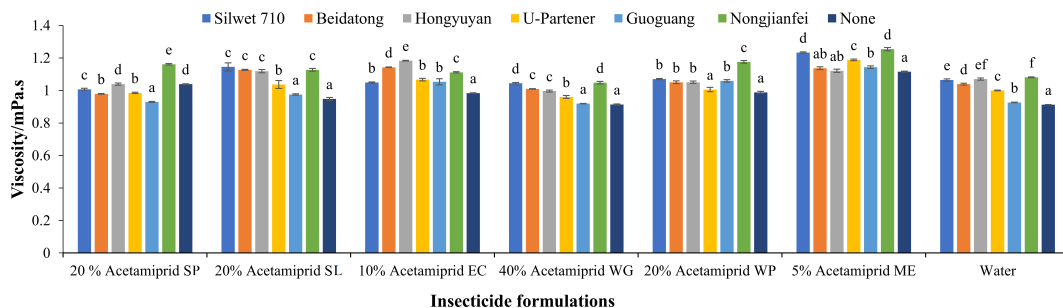 Silwet 710 Beidatong Hongyuyan U-Partener Guoguang Nongjianfei None
Viscosity/mPa.s
1.4
1.2
1
0.8
0.6
0.4
0.2
0
c b d b a e d
c c c b a c a
b d e b b c a
d c c b a d a
b b b a b c a
d ab ab c b d a
e d ef c b f a
20 % Acetamiprid SP 20% Acetamiprid SL 10% Acetamiprid EC 40% Acetamiprid WG 20% Acetamiprid WP 5% Acetamiprid ME Water
Insecticide formulations